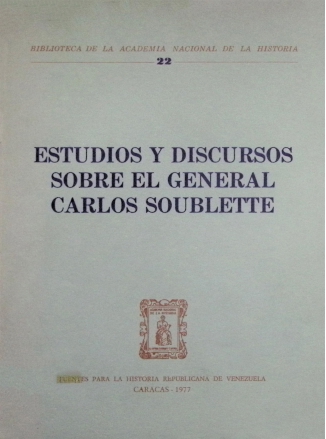 BIBLIOTECA DE LA ACADEMIA NACIONAL DE LA HISTORIA
22
ESTUDIOS Y DISCURSOS
SOBRE EL GENERAL
CARLOS SOUBLETTE
FUENTES PARA LA HISTORIA REPUBLICANA DE VENEZUELA
CARACAS - 1977